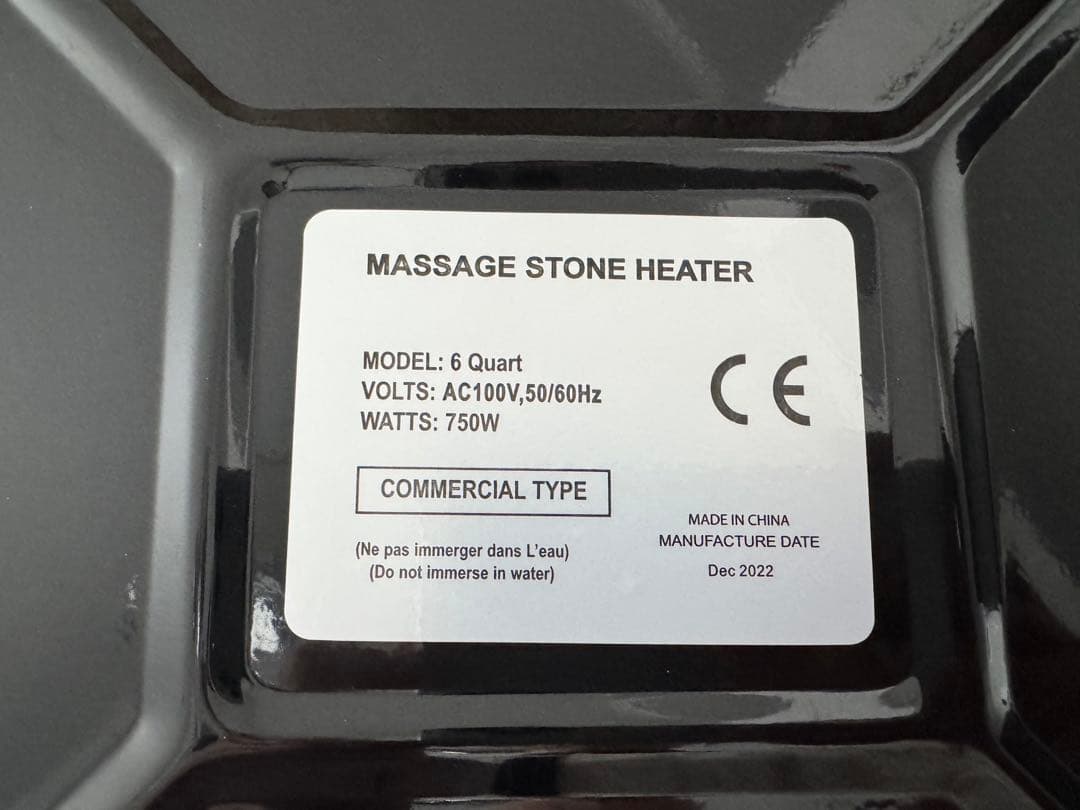 MASSAGE STONE HEATER
MODEL: 6 Quart
VOLTS: AC100V,50/60Hz
WATTS: 750W
CE
COMMERCIAL TYPE
(Ne pas immerger dans L'eau)
(Do not immerse in water)
MADE IN CHINA
MANUFACTURE DATE
Dec 2022